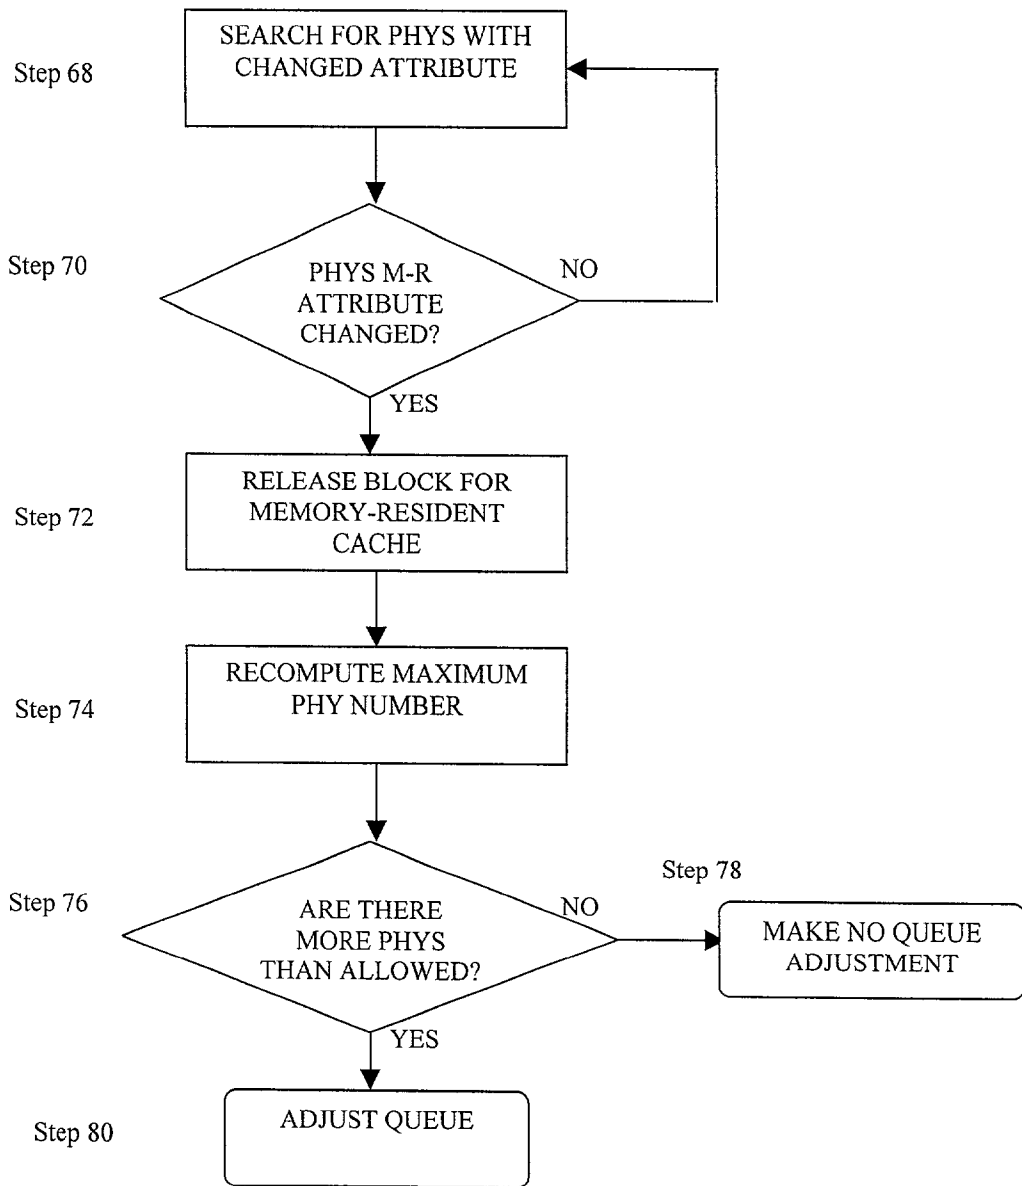 SEARCH FOR PHYS WITH
CHANGED ATTRIBUTE
Step 68
Step 70
PHYS M-R
ATTRIBUTE
CHANGED?
NO
YES
RELEASE BLOCK FOR
MEMORY-RESIDENT
CACHE
Step 72
RECOMPUTE MAXIMUM
PHY NUMBER
Step 74
Step 76
ARE THERE
MORE PHYS
THAN ALLOWED?
NO
Step 78
MAKE NO QUEUE
ADJUSTMENT
YES
ADJUST QUEUE
Step 80